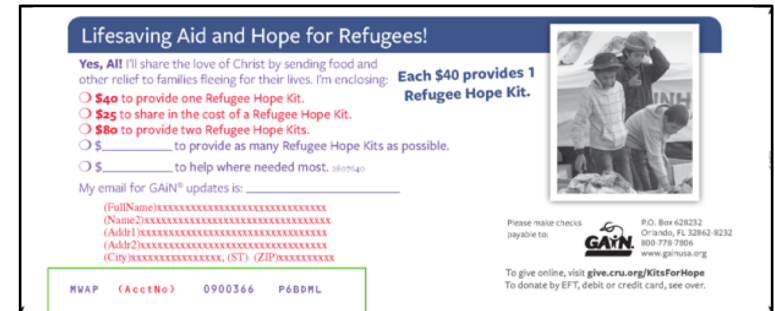 Lifesaving Aid and Hope for Refugees!
Yes, Al! I'll share the love of Christ by sending food and
other relief to families fleeing for their lives. I'm enclosing:
Each $40 provides 1
Refugee Hope Kit.
$40 to provide one Refugee Hope Kit.
$25 to share in the cost of a Refugee Hope Kit.
$80 to provide two Refugee Hope Kits.
$__________ to provide as many Refugee Hope Kits as possible.
$__________ to help where needed most. 2807640
My email for GAiN® updates is: ______________________
(FullName)xxxxxxxxxxxxxxxxxxxxxxxxxxxxxx
(Name2)xxxxxxxxxxxxxxxxxxxxxxxxxxxxxxxxx
(Addr1)xxxxxxxxxxxxxxxxxxxxxxxxxxxxxxxxx
(Addr2)xxxxxxxxxxxxxxxxxxxxxxxxxxxxxxxxx
(City)xxxxxxxxxxxxxxxx, (ST) (ZIP)xxxxxxxxxx
MWAP (AcctNo) 0900366 P6BDML
Please make checks
payable to:
GAiN.
P.O. Box 628232
Orlando, FL 32862-8232
800-778-7806
www.gainusa.org
To give online, visit give.cru.org/KitsForHope
To donate by EFT, debit or credit card, see over.